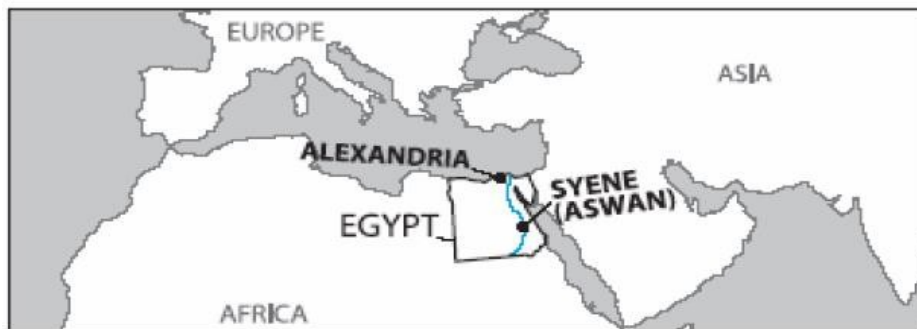 EUROPE
ASIA
ALEXANDRIA
SYENE
(ASWAN)
EGYPT
AFRICA